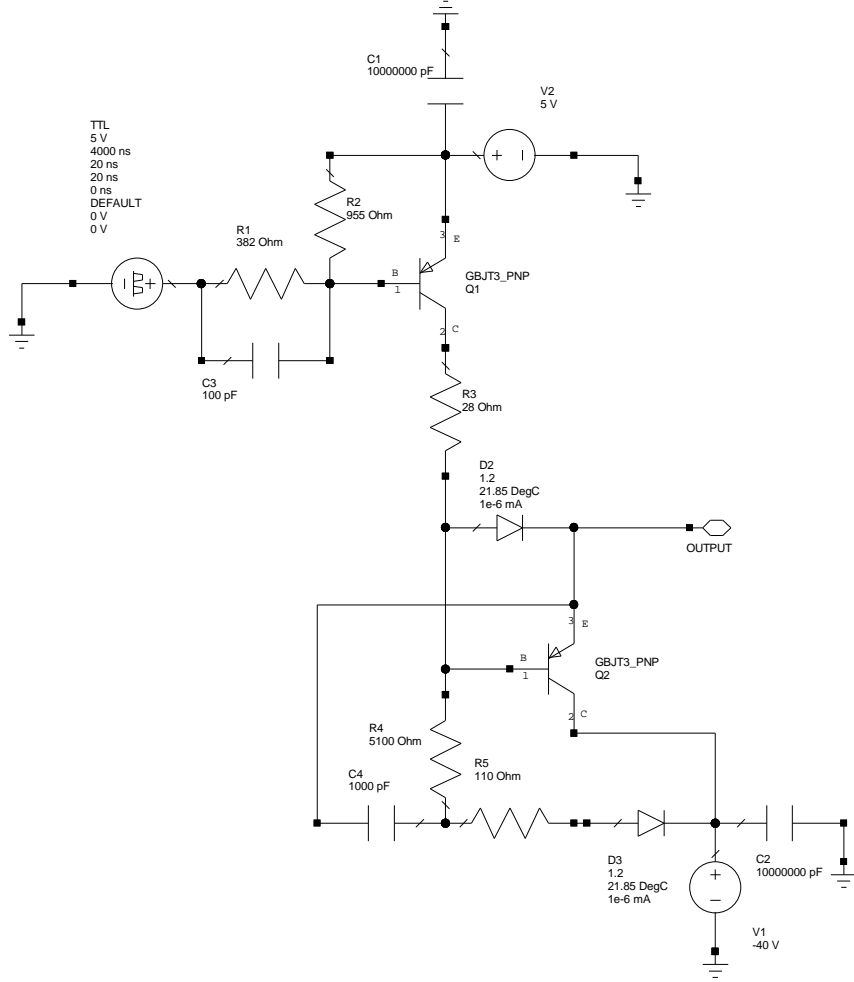 C1
10000000 pF
V2
5 V
+
−
TTL
5 V
4000 ns
20 ns
20 ns
0 ns
DEFAULT
0 V
0 V
R2
955 Ohm
R1
382 Ohm
3
E
−
+
B
1
GBJT3_PNP
Q1
2
C
C3
100 pF
R3
28 Ohm
D2
1.2
21.85 DegC
1e-6 mA
OUTPUT
3
E
B
1
GBJT3_PNP
Q2
2
C
R4
5100 Ohm
R5
110 Ohm
C4
1000 pF
D3
1.2
21.85 DegC
1e-6 mA
+
−
C2
10000000 pF
V1
-40 V